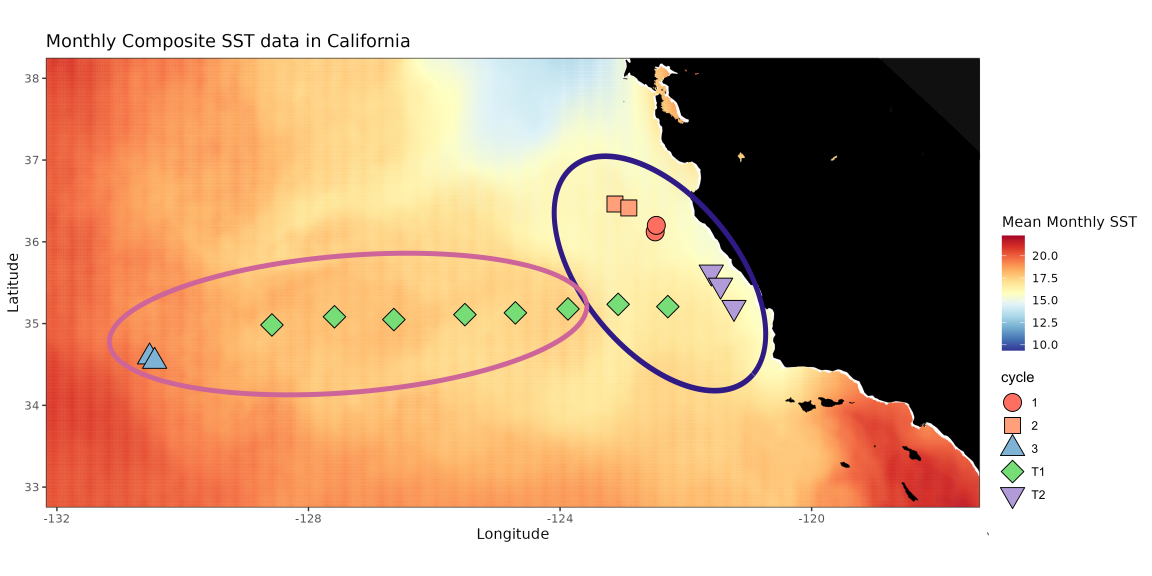 Monthly Composite SST data in California
38
37
36
35
34
33
Latitude
-132
-128
-124
-120
Longitude
Mean Monthly SST
20.0
17.5
15.0
12.5
10.0
cycle
1
2
3
T1
T2